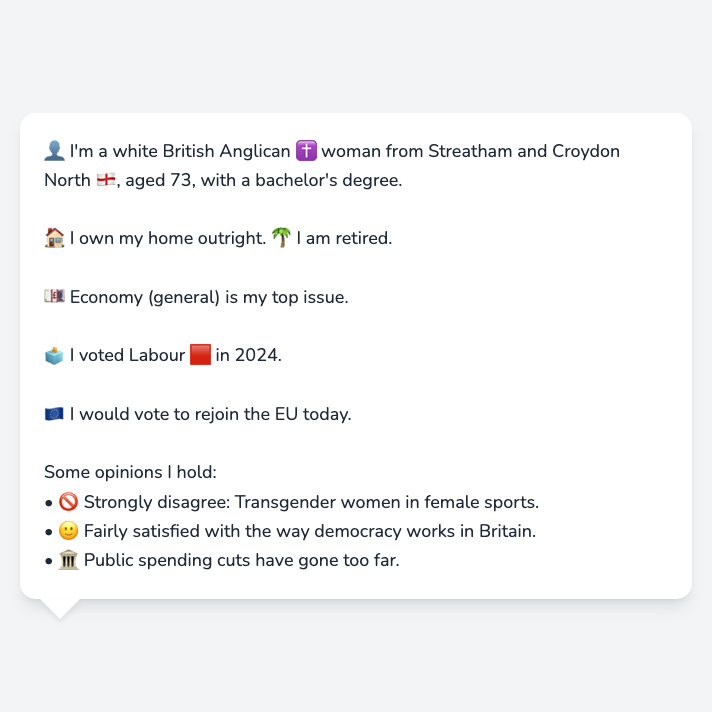 👤 I'm a white British Anglican ✝️ woman from Streatham and Croydon
North 🏴󠁧󠁢󠁥󠁮󠁧󠁿, aged 73, with a bachelor's degree.
🏠 I own my home outright. 🌴 I am retired.
💷 Economy (general) is my top issue.
🗳️ I voted Labour 🟥 in 2024.
🇪🇺 I would vote to rejoin the EU today.
Some opinions I hold:
• 🚫 Strongly disagree: Transgender women in female sports.
• 🙂 Fairly satisfied with the way democracy works in Britain.
• 🏛️ Public spending cuts have gone too far.